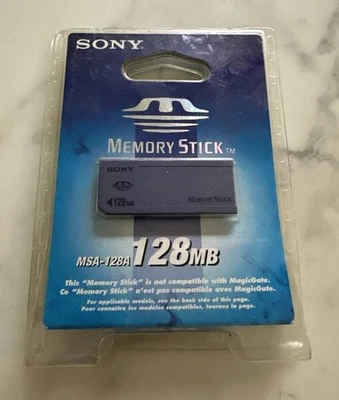 SONY
MEMORY STICK TM
SONY
128MB
MEMORY STICK
MSA-128A 128MB
This "Memory Stick" is not compatible with MagicGate.
Ce "Memory Stick" n'est pas compatible avec MagicGate.
For applicable models, see the back side of this page.
Pour connaître les modèles compatibles, tournez la page.